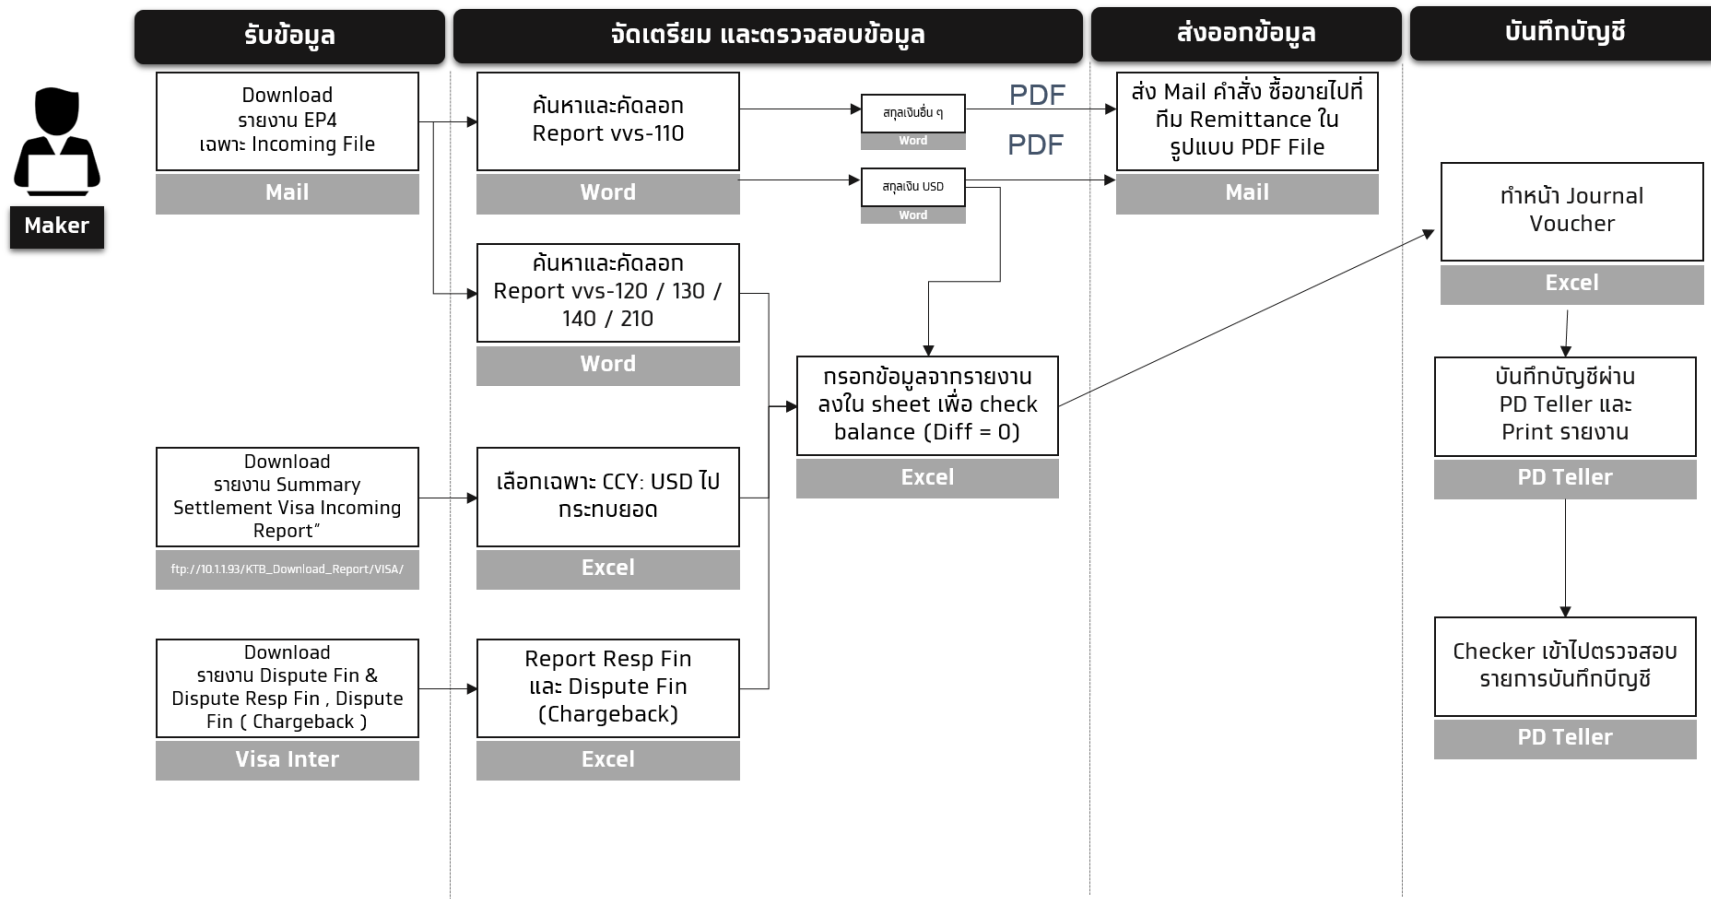 รับข้อมูล
จัดเตรียม และตรวจสอบข้อมูล
ส่งออกข้อมูล
บันทึกบัญชี
Maker
Download
รายงาน EP4
เฉพาะ Incoming File
Mail
ค้นหาและคัดลอก
Report vvs-110
Word
สกุลเงินอื่น ๆ
Word
PDF
PDF
สกุลเงิน USD
Word
ส่ง Mail คำสั่ง ซื้อขายไปที่
ทีม Remittance ใน
รูปแบบ PDF File
Mail
ทำหน้า Journal
Voucher
Excel
ค้นหาและคัดลอก
Report vvs-120 / 130 /
140 / 210
Word
กรอกข้อมูลจากรายงาน
ลงใน sheet เพื่อ check
balance (Diff = 0)
Excel
บันทึกบัญชีผ่าน
PD Teller และ
Print รายงาน
PD Teller
Download
รายงาน Summary
Settlement Visa Incoming
Report”
ftp://10.1.1.93/KTB_Download_Report/VISA/
เลือกเฉพาะ CCY: USD ไป
กระทบยอด
Excel
Download
รายงาน Dispute Fin &
Dispute Resp Fin , Dispute
Fin ( Chargeback )
Visa Inter
Report Resp Fin
และ Dispute Fin
(Chargeback)
Excel
Checker เข้าไปตรวจสอบ
รายการบันทึกบีญชี
PD Teller